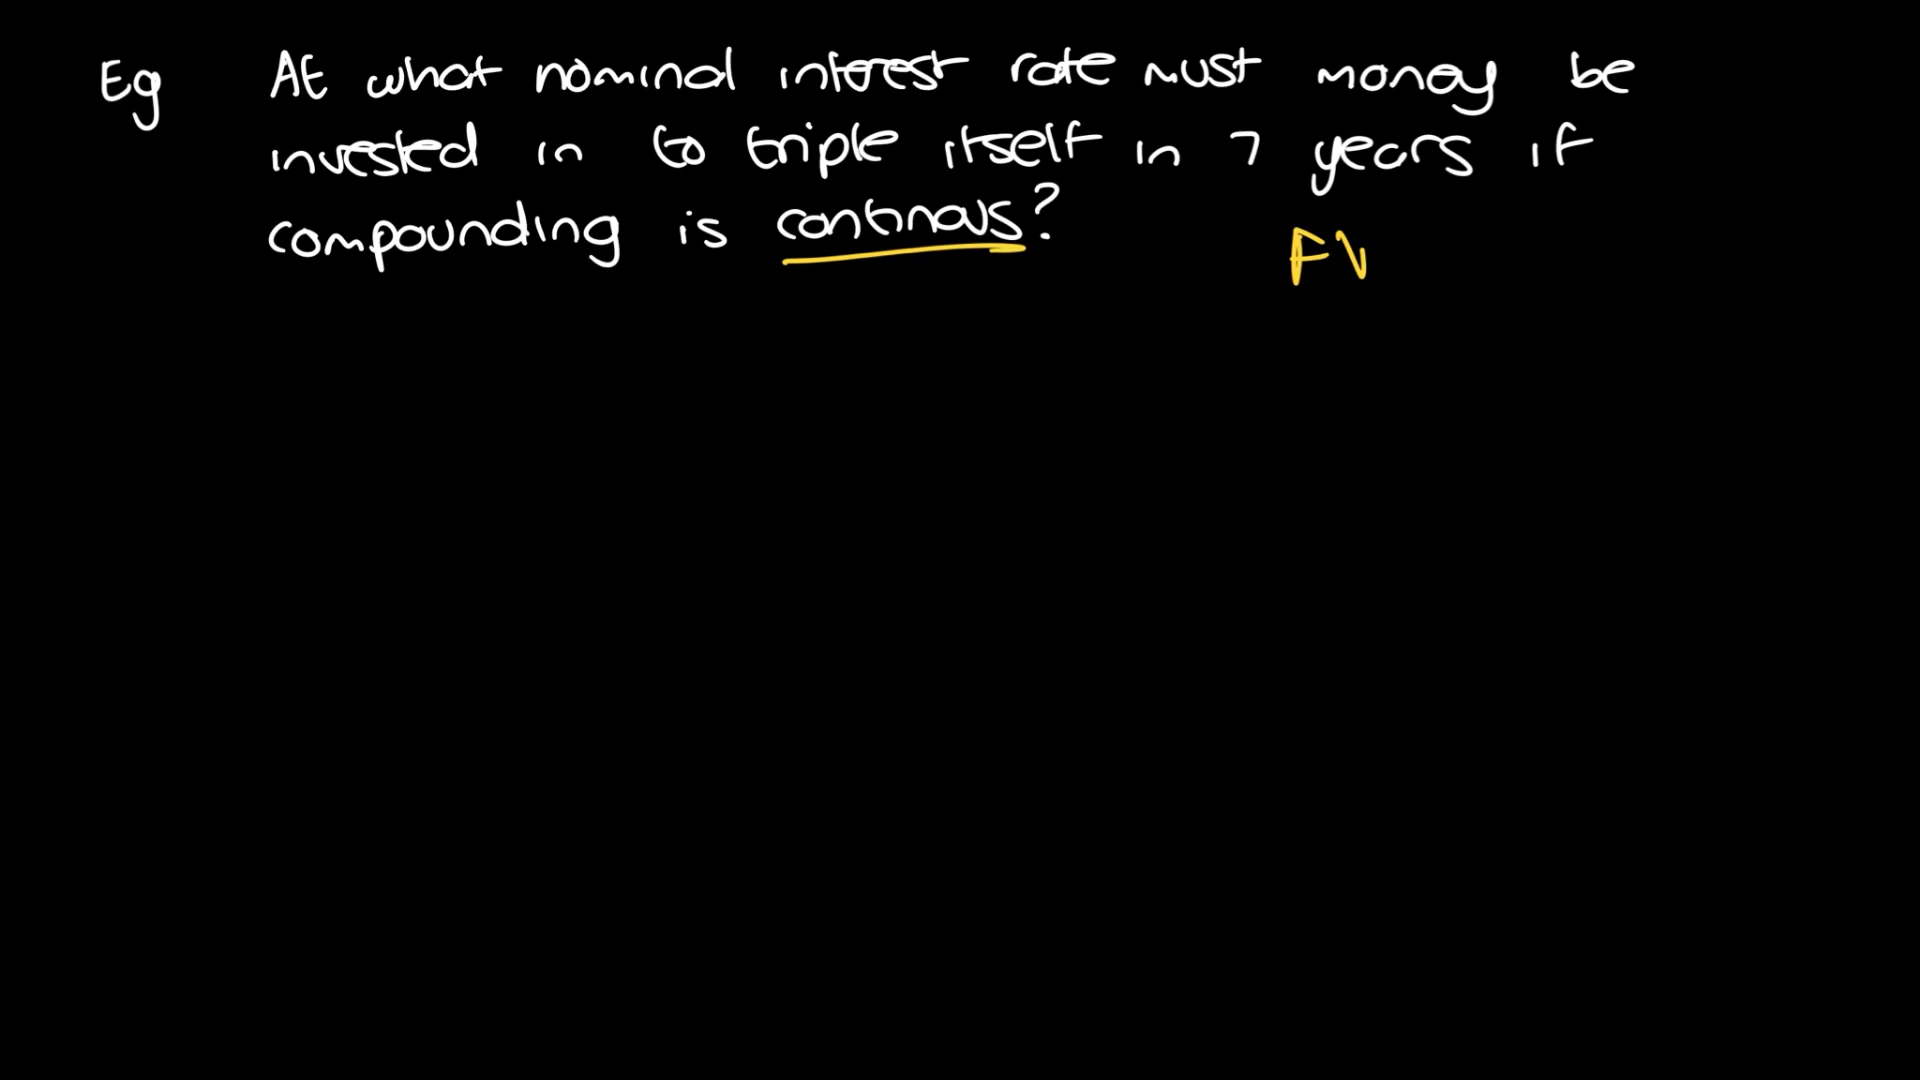 Eg At what nominal interest rate must money be
invested in to triple itself in 7 years if
compounding is continous?
FV